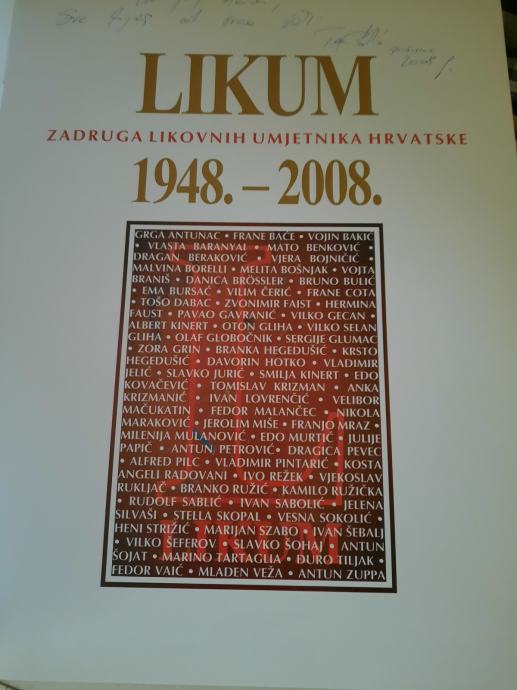 LIKUM
ZADRUGA LIKOVNIH UMJETNIKA HRVATSKE
1948. – 2008.
GRGA ANTUNAC • FRANE BAĆE • VOJIN BAKIĆ
• VLASTA BARANYAI • MATO BENKOVIĆ •
DRAGAN BERAKOVIĆ • VJERA BOJNIČIĆ •
MALVINA BORELLI • MELITA BOŠNJAK • VOJTA
BRANIŠ • DANICA BRÖSSLER • BRUNO BULIĆ
• EMA BURSAĆ • VILIM ČERIĆ • FRANE COTA
• TOŠO DABAC • ZVONIMIR FAIST • HERMINA
FAUST • PAVAO GAVRANIĆ • VILKO GECAN •
ALBERT KINERT • OTON GLIHA • VILKO SELAN
GLIHA • OLAF GLOBOČNIK • SERGIJE GLUMAC
• ZORA GRIN • BRANKA HEGEDUŠIĆ • KRSTO
HEGEDUŠIĆ • DAVORIN HOTKO • VLADIMIR
JELIĆ • SLAVKO JURIĆ • SMILJA KINERT • EDO
KOVAČEVIĆ • TOMISLAV KRIZMAN • ANKA
KRIZMANIĆ • IVAN LOVRENČIĆ • VELIBOR
MAČUKATIN • FEDOR MALANČEC • NIKOLA
MARAKOVIĆ • JEROLIM MIŠE • FRANJO MRAZ •
MILENIJA MULANOVIĆ • EDO MURTIĆ • JULIJE
PAPIČ • ANTUN PETROVIĆ • DRAGICA PEVEC
• ALFRED PILC • VLADIMIR PINTARIĆ • KOSTA
ANGELI RADOVANI • IVO REŽEK • VJEKOSLAV
RUKLJAČ • BRANKO RUŽIĆ • KAMILO RUŽIČKA
• RUDOLF SABLIĆ • IVAN SABOLIĆ • JELENA
SILVAŠI • STELLA SKOPAL • VESNA SOKOLIĆ •
HENI STRIŽIĆ • MARIJAN SZABO • IVAN ŠEBALJ
• VILKO ŠEFEROV • SLAVKO ŠOHAJ • ANTUN
ŠOJAT • MARINO TARTAGLIA • ĐURO TILJAK •
FEDOR VAIĆ • MLADEN VEŽA • ANTUN ZUPPA